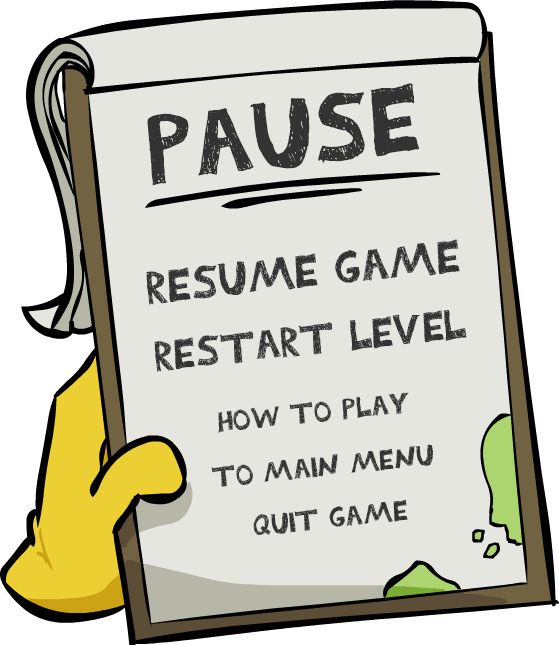 PAUSE
RESUME GAME
RESTART LEVEL
HOW TO PLAY
TO MAIN MENU
QUIT GAME